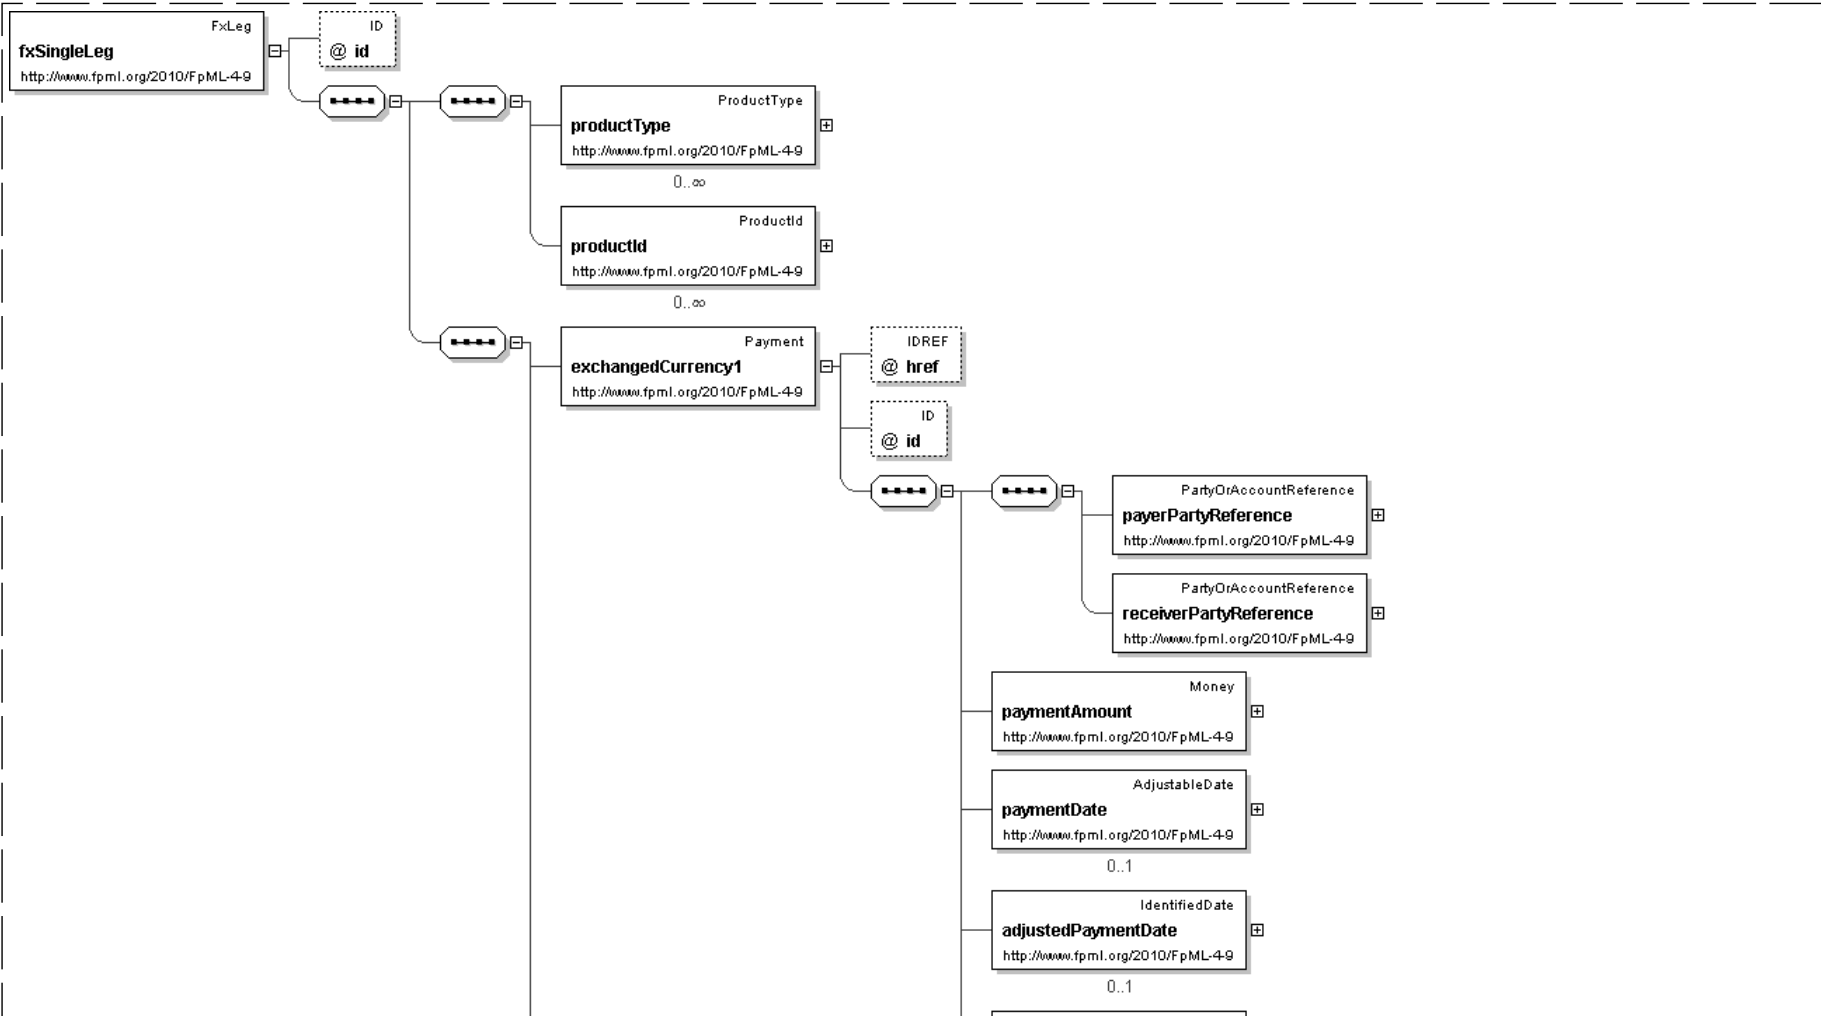 FxLeg
fxSingleLeg
http://www.fpml.org/2010/FpML-4-9
ID
@ id
ProductType
productType
http://www.fpml.org/2010/FpML-4-9
0..∞
ProductId
productId
http://www.fpml.org/2010/FpML-4-9
0..∞
Payment
exchangedCurrency1
http://www.fpml.org/2010/FpML-4-9
IDREF
@ href
ID
@ id
PartyOrAccountReference
payerPartyReference
http://www.fpml.org/2010/FpML-4-9
PartyOrAccountReference
receiverPartyReference
http://www.fpml.org/2010/FpML-4-9
Money
paymentAmount
http://www.fpml.org/2010/FpML-4-9
AdjustableDate
paymentDate
http://www.fpml.org/2010/FpML-4-9
0..1
IdentifiedDate
adjustedPaymentDate
http://www.fpml.org/2010/FpML-4-9
0..1